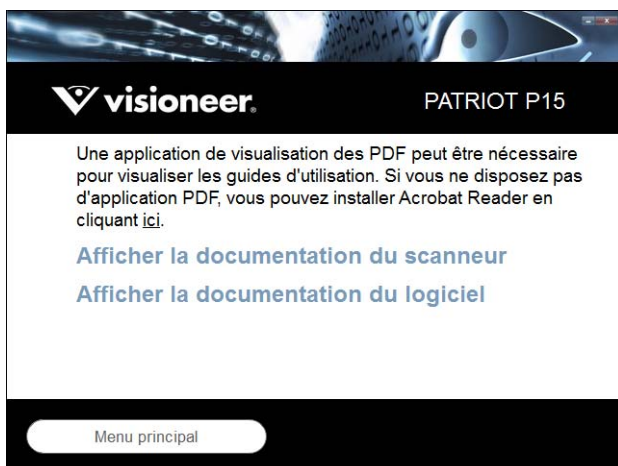 visioneer®
PATRIOT P15
Une application de visualisation des PDF peut être nécessaire
pour visualiser les guides d'utilisation. Si vous ne disposez pas
d'application PDF, vous pouvez installer Acrobat Reader en
cliquant ici.
Afficher la documentation du scanneur
Afficher la documentation du logiciel
Menu principal